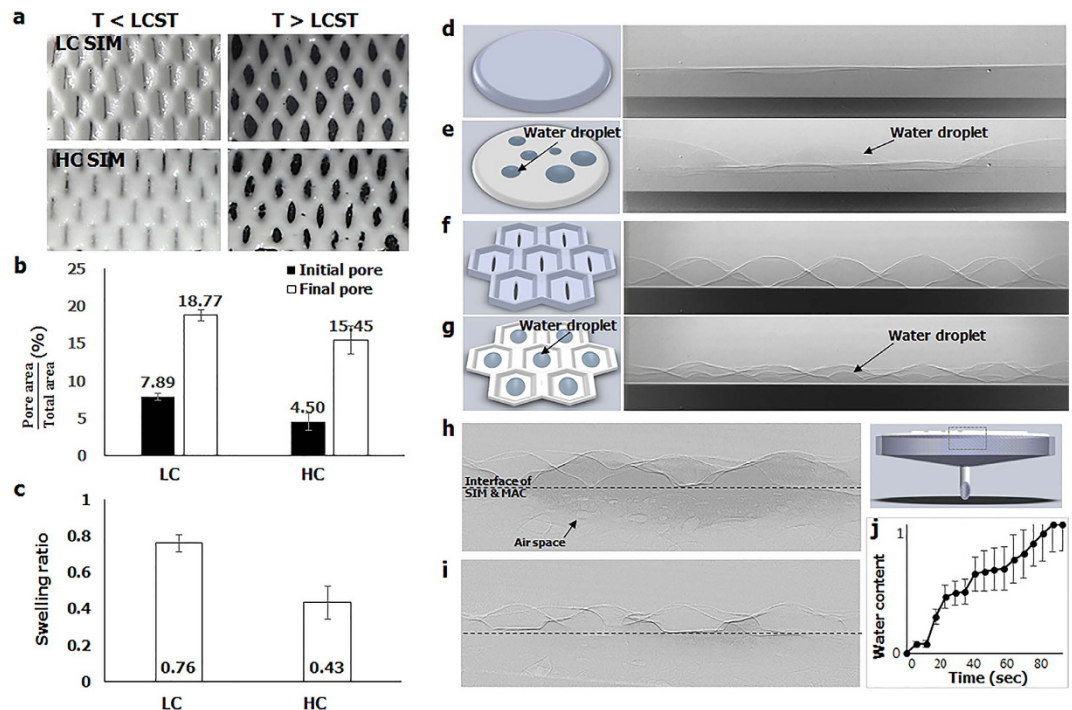 a
T < LCST
T > LCST
LC SIM
HC SIM
b
25
20
15
10
5
0
Pore area
Total area
(%)
Initial pore
Final pore
7.89
18.77
4.50
15.45
LC
HC
c
1
0.8
0.6
0.4
0.2
0
Swelling ratio
0.76
0.43
LC
HC
d
e
Water droplet
Water droplet
f
g
Water droplet
Water droplet
h
Interface of
SIM & MAC
Air space
i
j
1
0
Water content
0 20 40 60 80
Time (sec)